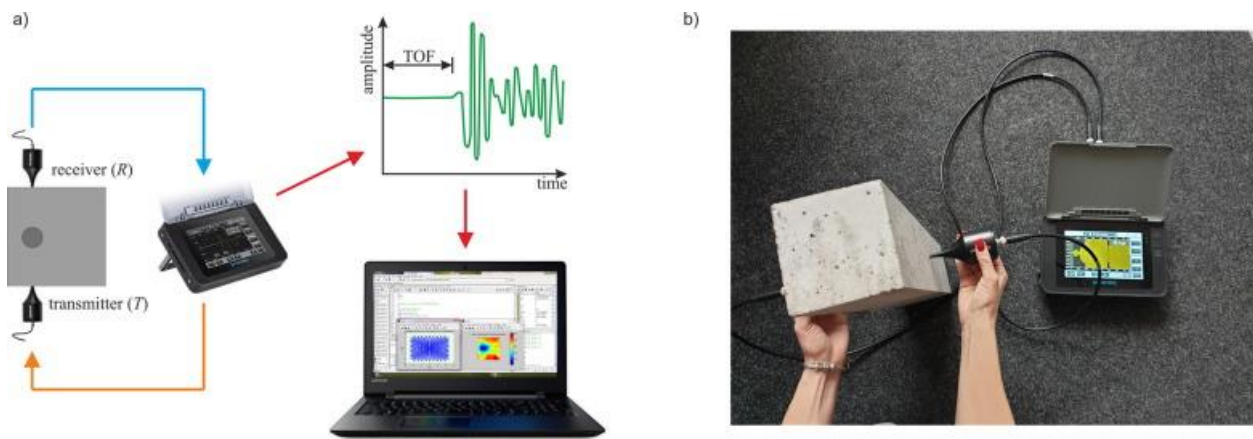 a)
b)
amplitude
TOF
time
receiver (R)
transmitter (T)